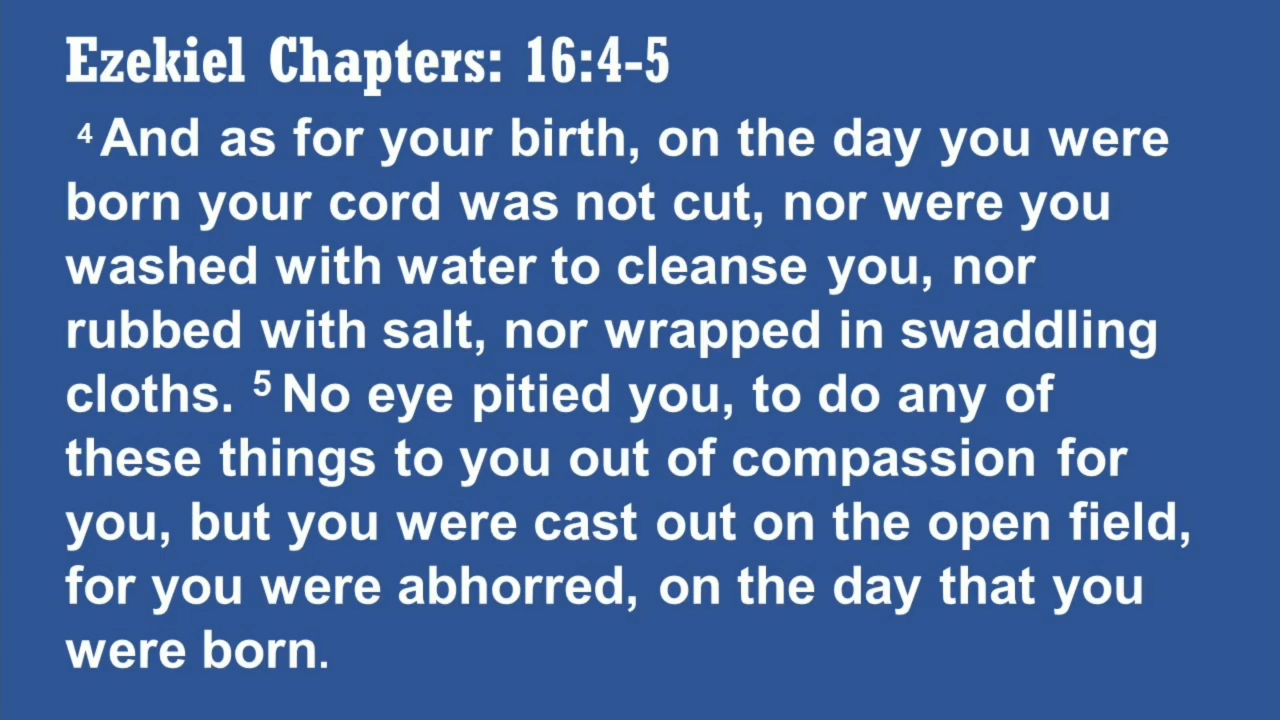 Ezekiel Chapters: 16:4-5
4 And as for your birth, on the day you were
born your cord was not cut, nor were you
washed with water to cleanse you, nor
rubbed with salt, nor wrapped in swaddling
cloths. 5 No eye pitied you, to do any of
these things to you out of compassion for
you, but you were cast out on the open field,
for you were abhorred, on the day that you
were born.